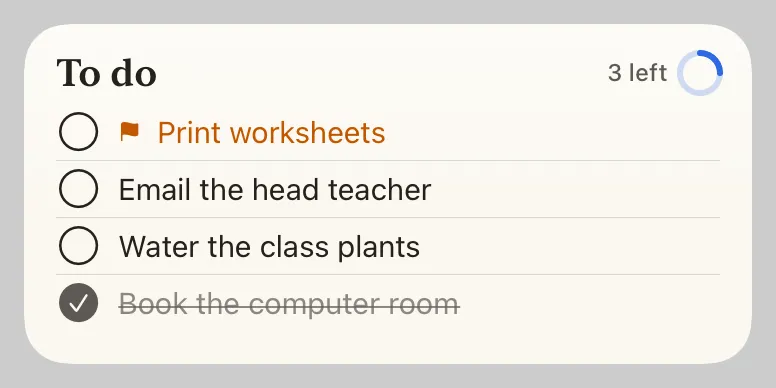 To do
3 left
Print worksheets
Email the head teacher
Water the class plants
Book the computer room